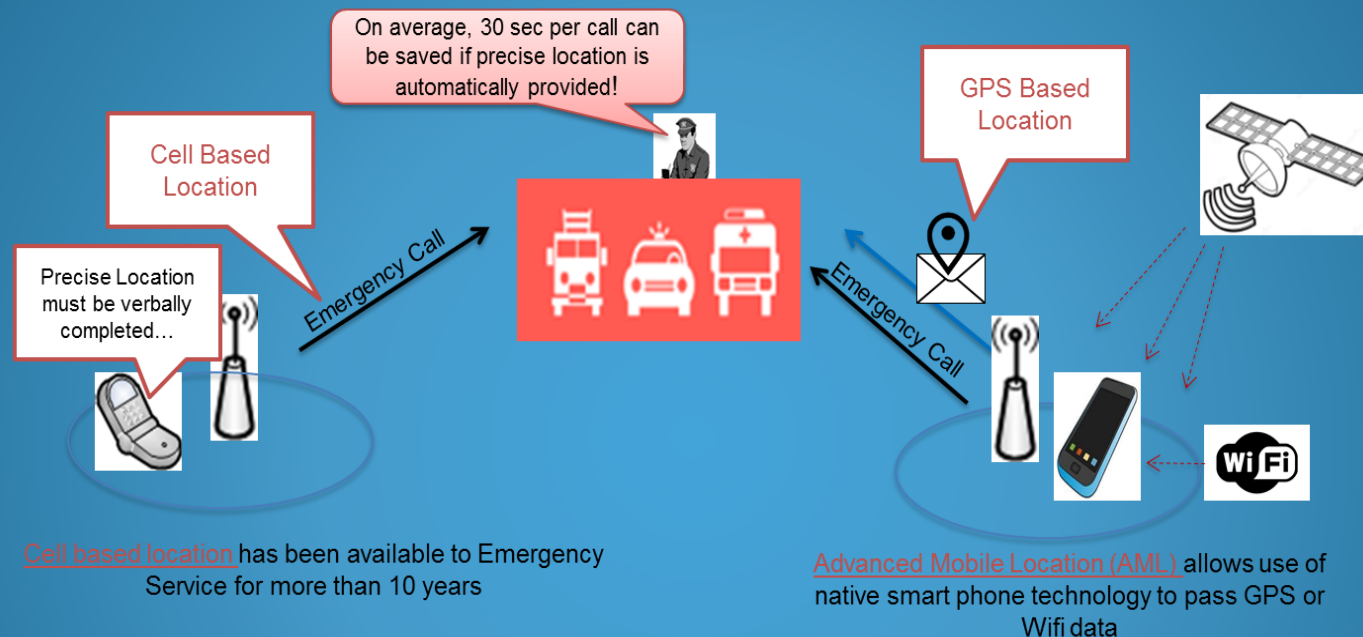 On average, 30 sec per call can
be saved if precise location is
automatically provided!
Cell Based
Location
GPS Based
Location
Precise Location
must be verbally
completed…
Emergency Call
Emergency Call
WiFi
Cell based location has been available to Emergency
Service for more than 10 years
Advanced Mobile Location (AML) allows use of
native smart phone technology to pass GPS or
Wifi data